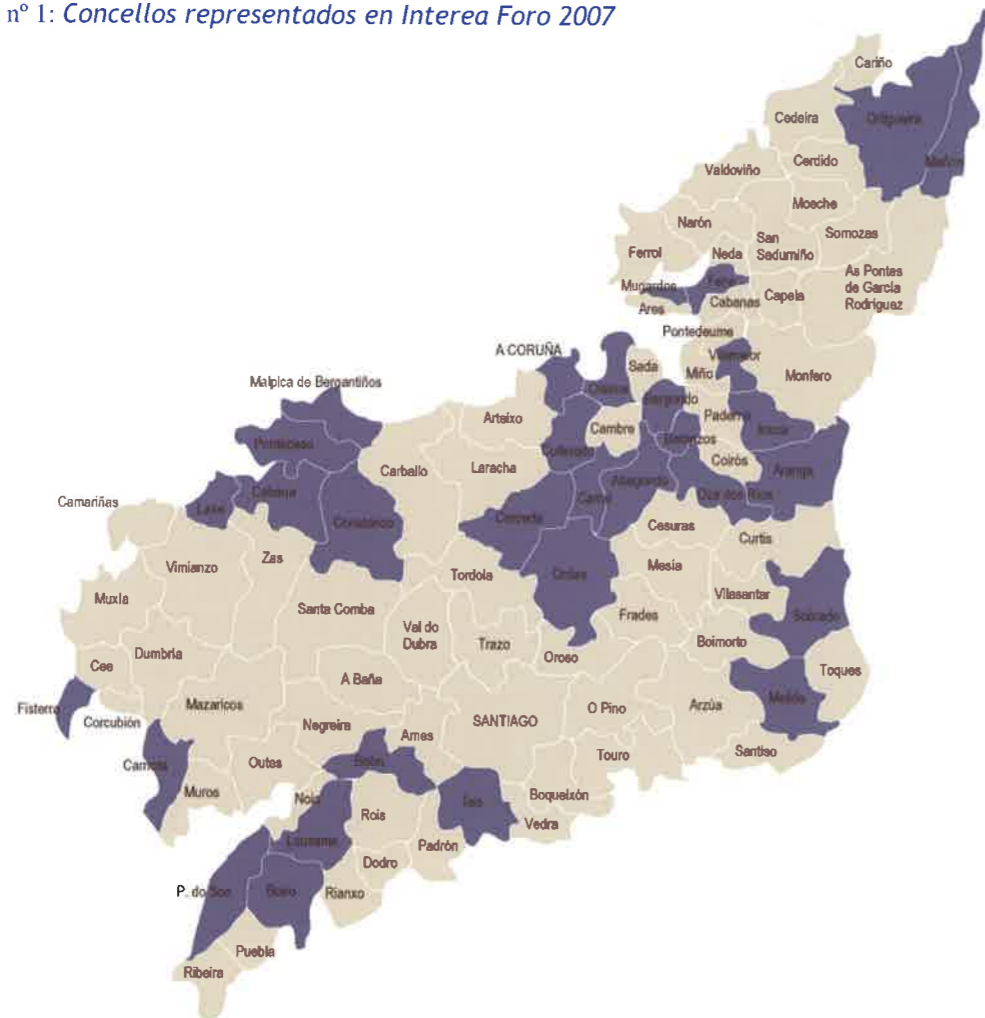 nº 1: Concellos representados en Interea Foro 2007
Cariño
Cedeira
Ortigueira
Valdoviño
Cerdido
Mañón
Moeche
Narón
San
Sadurniño
Somozas
Ferrol
Neda
Mugardos
Fene
As Pontes
de García
Rodríguez
Ares
Cabanas
Capela
Pontedeume
A CORUÑA
Vilarmaior
Sada
Miño
Monfero
Malpica de Bergantiños
Oleiros
Bergondo
Arteixo
Paderne
Irixoa
Cambre
Betanzos
Ponteceso
Culleredo
Carballo
Laracha
Coirós
Aranga
Abegondo
Cabana
Carral
Oza dos Ríos
Camariñas
Laxe
Coristanco
Cerceda
Cesuras
Curtis
Zas
Vimianzo
Tordoia
Ordes
Mesía
Vilasantar
Muxía
Santa Comba
Frades
Sobrado
Val do
Dubra
Trazo
Boimorto
Dumbría
Oroso
Cee
Toques
A Baña
Melide
Fisterra
Mazaricos
O Pino
Arzúa
Corcubión
Negreira
SANTIAGO
Ames
Touro
Santiso
Carnota
Outes
Brión
Muros
Boqueixón
Noia
Teo
Rois
Vedra
Lousame
Padrón
Dodro
P. do Son
Boiro
Rianxo
Puebla
Ribeira